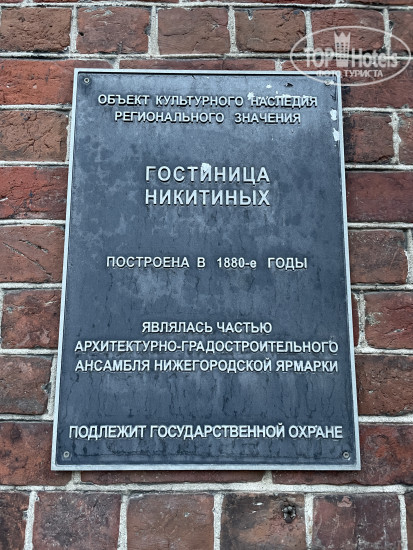 TOPHotels
ФОТО ТУРИСТА
ОБЪЕКТ КУЛЬТУРНОГО НАСЛЕДИЯ
РЕГИОНАЛЬНОГО ЗНАЧЕНИЯ
ГОСТИНИЦА
НИКИТИНЫХ
ПОСТРОЕНА В 1880-е ГОДЫ
ЯВЛЯЛАСЬ ЧАСТЬЮ
АРХИТЕКТУРНО-ГРАДОСТРОИТЕЛЬНОГО
АНСАМБЛЯ НИЖЕГОРОДСКОЙ ЯРМАРКИ
ПОДЛЕЖИТ ГОСУДАРСТВЕННОЙ ОХРАНЕ